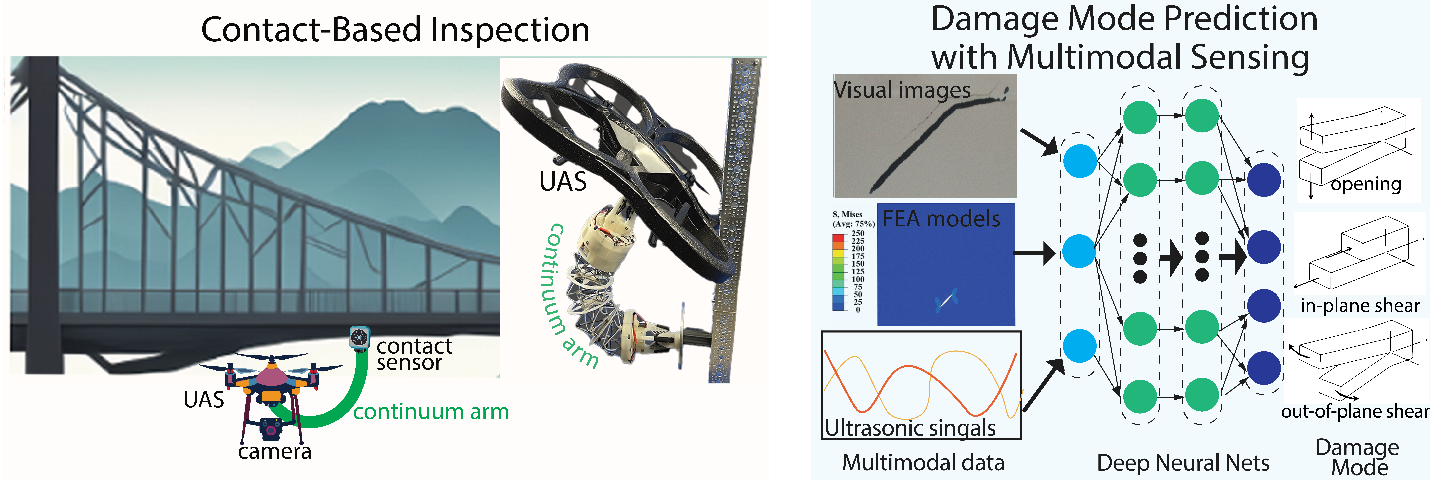 Contact-Based Inspection
UAS
continuum arm
contact
sensor
UAS
continuum arm
camera
Damage Mode Prediction
with Multimodal Sensing
Visual images
S, Mises
(Avg: 75%)
250
225
200
175
150
125
100
75
50
25
0
FEA models
Ultrasonic singals
Multimodal data
Deep Neural Nets
opening
in-plane shear
out-of-plane shear
Damage
Mode